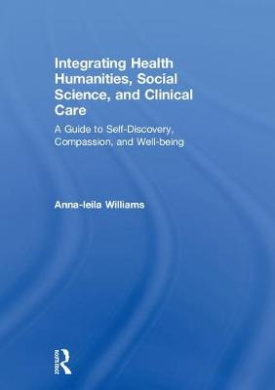 Integrating Health
Humanities, Social
Science, and Clinical
Care
A Guide to Self-Discovery,
Compassion, and Well-being
Anna-leila Williams
Routledge